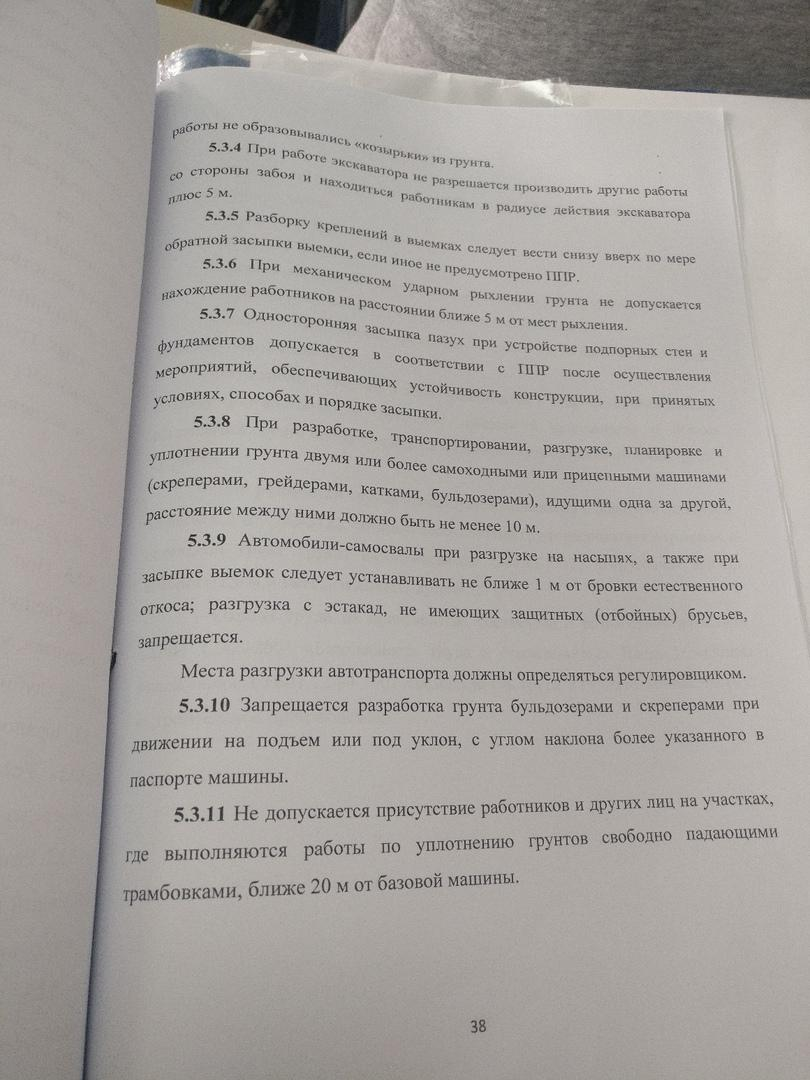 работы не образовывались «козырьки» из грунта.
5.3.4 При работе экскаватора не разрешается производить другие работы
со стороны забоя и находиться работникам в радиусе действия экскаватора
плюс 5 м.
5.3.5 Разборку креплений в выемках следует вести снизу вверх по мере
обратной засыпки выемки, если иное не предусмотрено ППР.
5.3.6 При механическом ударном рыхлении грунта не допускается
нахождение работников на расстоянии ближе 5 м от мест рыхления.
5.3.7 Односторонняя засыпка пазух при устройстве подпорных стен и
фундаментов допускается в соответствии с ППР после осуществления
мероприятий, обеспечивающих устойчивость конструкции, при принятых
условиях, способах и порядке засыпки.
5.3.8 При разработке, транспортировании, разгрузке, планировке и
уплотнении грунта двумя или более самоходными или прицепными машинами
(скреперами, грейдерами, катками, бульдозерами), идущими одна за другой,
расстояние между ними должно быть не менее 10 м.
5.3.9 Автомобили-самосвалы при разгрузке на насыпях, а также при
засыпке выемок следует устанавливать не ближе 1 м от бровки естественного
откоса; разгрузка с эстакад, не имеющих защитных (отбойных) брусьев,
запрещается.
Места разгрузки автотранспорта должны определяться регулировщиком.
5.3.10 Запрещается разработка грунта бульдозерами и скреперами при
движении на подъем или под уклон, с углом наклона более указанного в
паспорте машины.
5.3.11 Не допускается присутствие работников и других лиц на участках,
где выполняются работы по уплотнению грунтов свободно падающими
трамбовками, ближе 20 м от базовой машины.
38